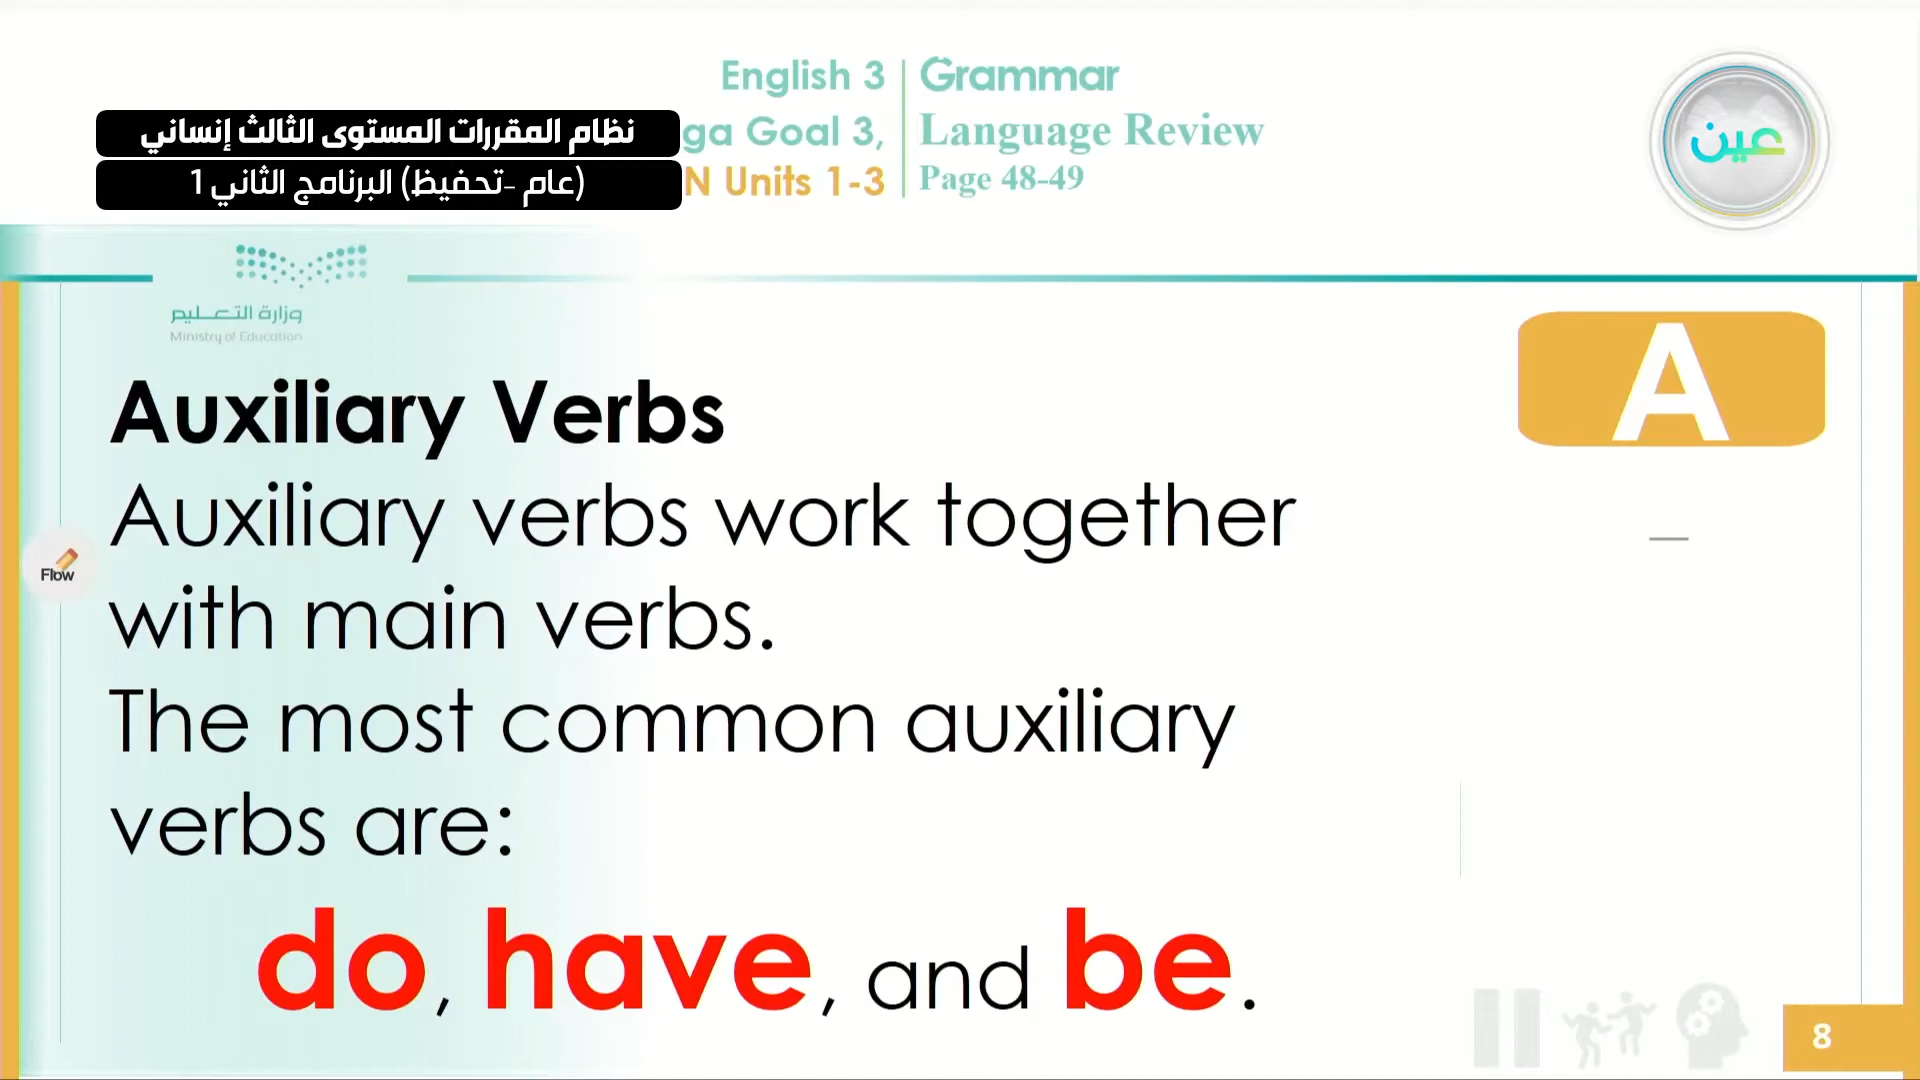 English 3
Grammar
نظام المقررات المستوى الثالث إنساني
ga Goal 3,
Language Review
(عام -تحفيظ) البرنامج الثاني 1
N Units 1-3
Page 48-49
عين
وزارة التعليم
Ministry of Education
A
Auxiliary Verbs
Auxiliary verbs work together
with main verbs.
The most common auxiliary
verbs are:
do, have, and be.
Flow
8